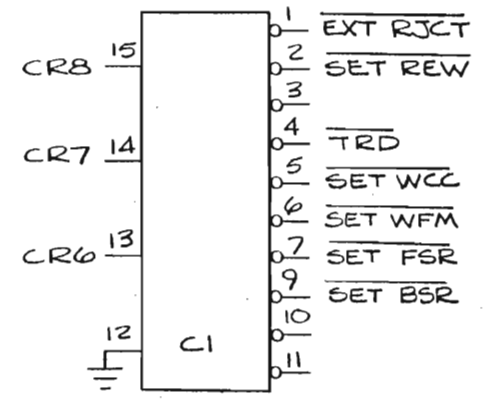 1 EXT RJCT
15 2 SET REW
CR8
3
4 TRD
14
CR7 5 SET WCC
6 SET WFM
13 7 SET FSR
CR6
9 SET BSR
12 10
C1
11